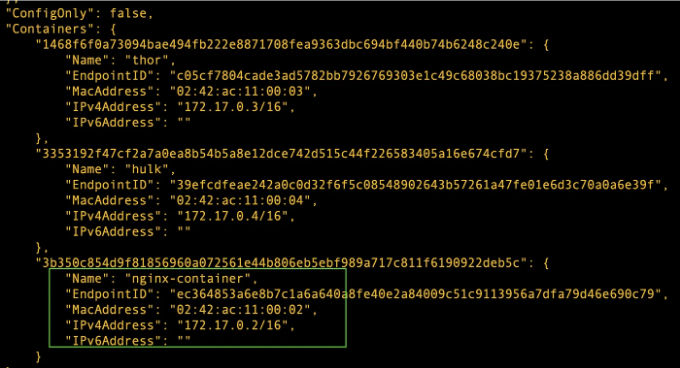 "ConfigOnly": false,
"Containers": {
"1468f6f0a73094bae494fb222e8871708fea9363dbc694bf440b74b6248c240e": {
"Name": "thor",
"EndpointID": "c05cf7804cade3ad5782bb7926769303e1c49c68038bc19375238a886dd39dff",
"MacAddress": "02:42:ac:11:00:03",
"IPv4Address": "172.17.0.3/16",
"IPv6Address": ""
},
"3353192f47cf2a7a0ea8b54b5a8e12dce742d515c44f226583405a16e674cfd7": {
"Name": "hulk",
"EndpointID": "39efcdfeae242a0c0d32f6f5c08548902643b57261a47fe01e6d3c70a0a6e39f",
"MacAddress": "02:42:ac:11:00:04",
"IPv4Address": "172.17.0.4/16",
"IPv6Address": ""
},
"3b350c854d9f81856960a072561e44b806eb5ebf989a717c811f6190922deb5c": {
"Name": "nginx-container",
"EndpointID": "ec364853a6e8b7c1a6a640a8fe40e2a84009c51c9113956a7dfa79d46e690c79",
"MacAddress": "02:42:ac:11:00:02",
"IPv4Address": "172.17.0.2/16",
"IPv6Address": ""
}